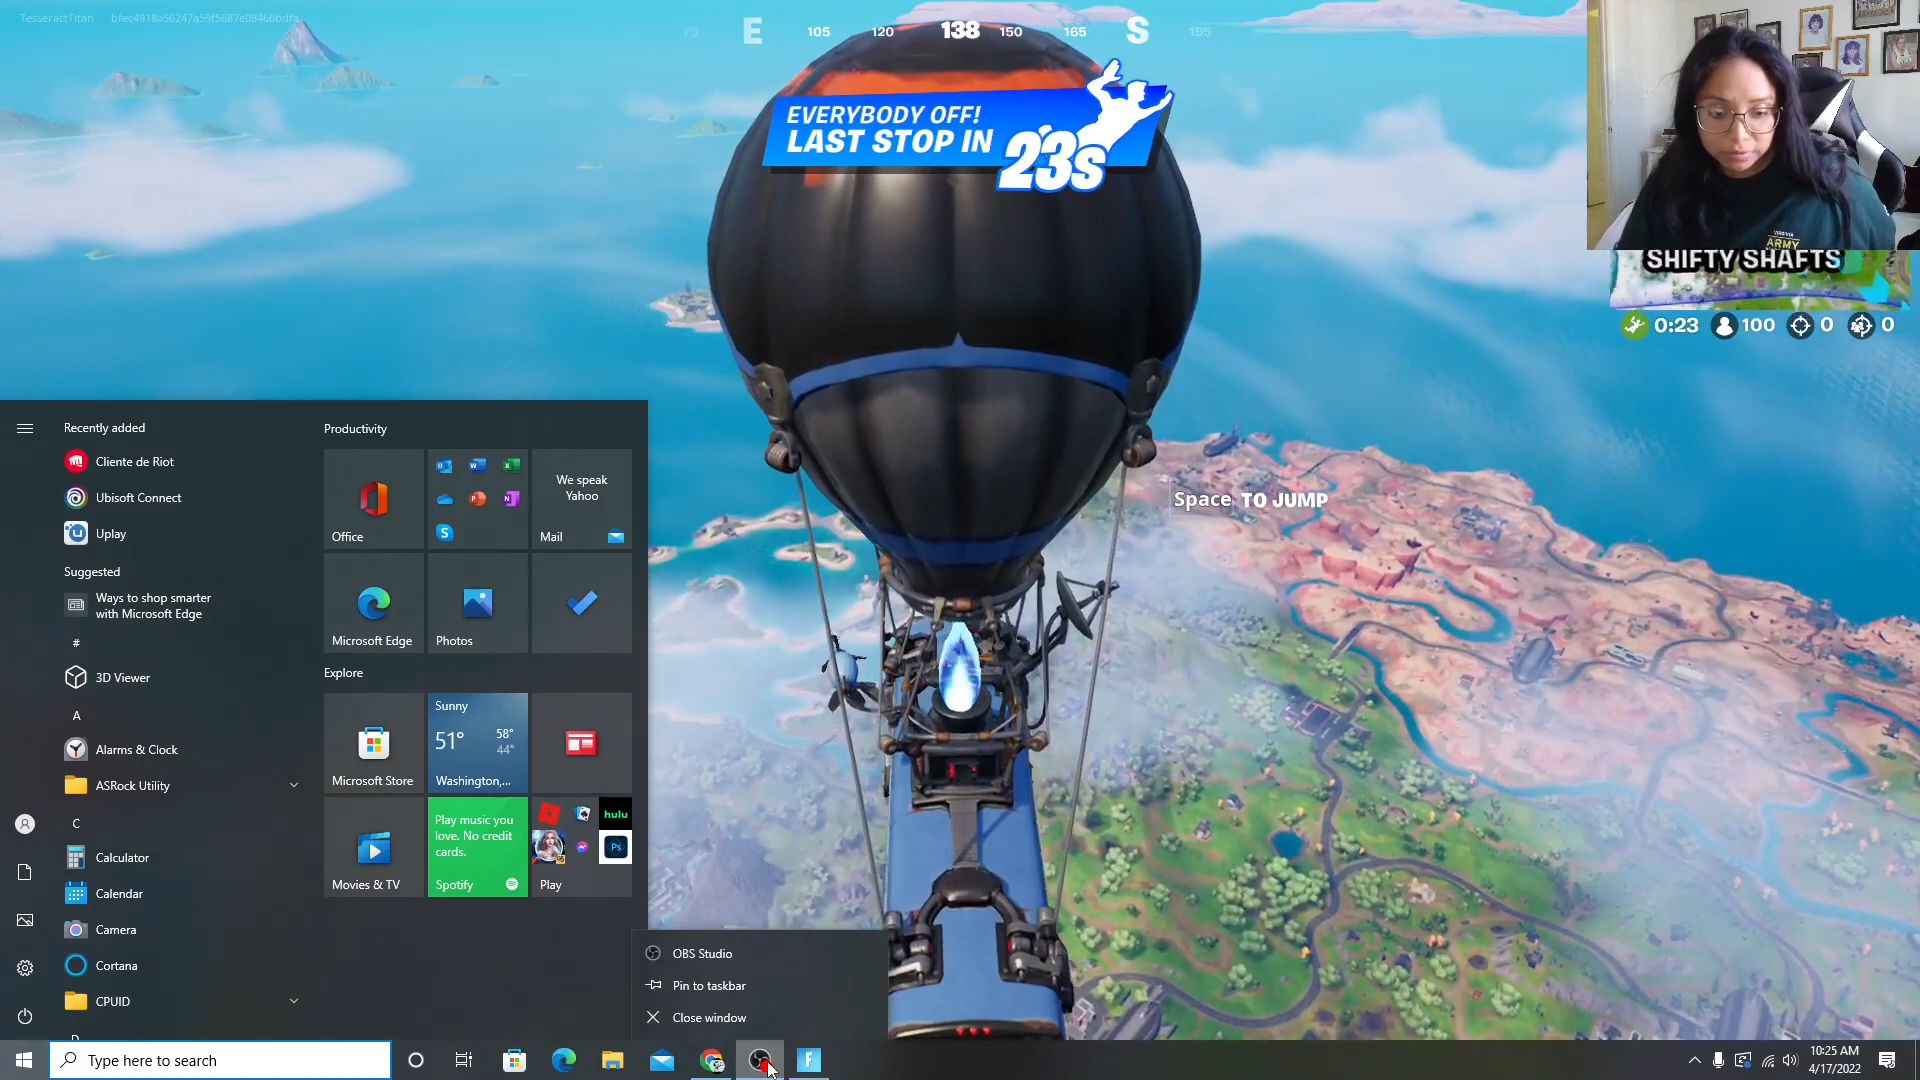 TesseractTitan bfec4918a56247a59f5687e08466bdfa
75 E 105 120 138 150 165 S 195
EVERYBODY OFF!
LAST STOP IN 23s
ARMY
SHIFTY SHAFTS
0:23 100 0 0
Space TO JUMP
Recently added
Cliente de Riot
Ubisoft Connect
Uplay
Suggested
Ways to shop smarter
with Microsoft Edge
#
3D Viewer
A
Alarms & Clock
ASRock Utility
C
Calculator
Calendar
Camera
Cortana
CPUID
Productivity
Office
We speak
Yahoo
Mail
Microsoft Edge
Photos
Explore
Microsoft Store
Sunny
51° 58°
44°
Washington,...
Movies & TV
Play music you
love. No credit
cards.
Spotify
hulu
Ps
Play
OBS Studio
Pin to taskbar
Close window
Type here to search
10:25 AM
4/17/2022